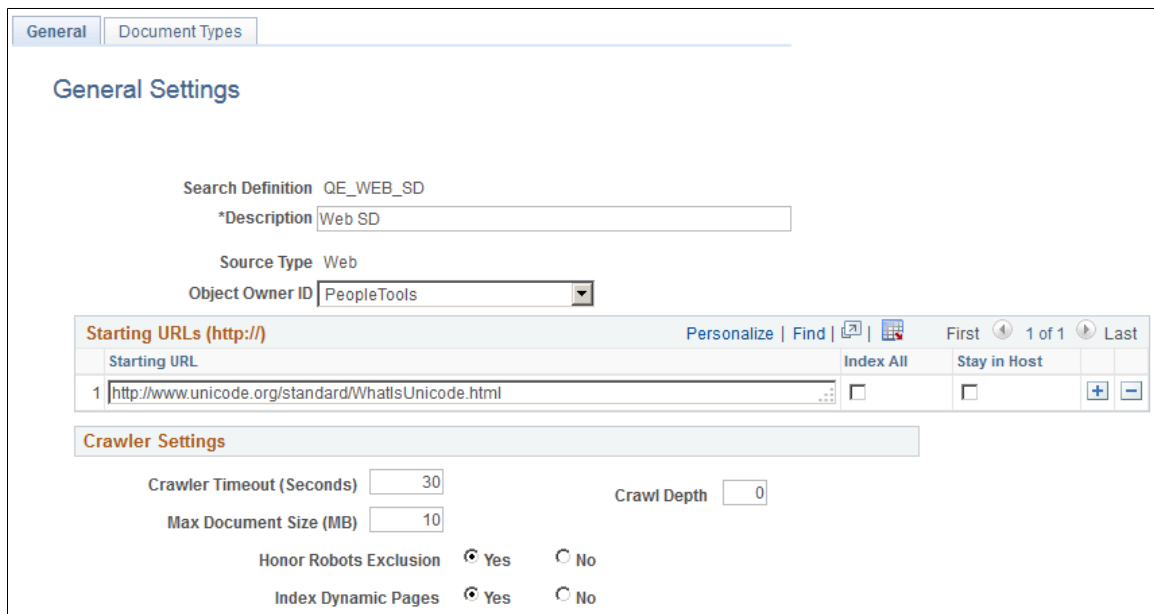 General Document Types
General Settings
Search Definition QE_WEB_SD
*Description Web SD
Source Type Web
Object Owner ID PeopleTools
Starting URLs (http://) Personalize | Find | | First 1 of 1 Last
Starting URL Index All Stay in Host
1 http://www.unicode.org/standard/WhatIsUnicode.html
Crawler Settings
Crawler Timeout (Seconds) 30 Crawl Depth 0
Max Document Size (MB) 10
Honor Robots Exclusion Yes No
Index Dynamic Pages Yes No